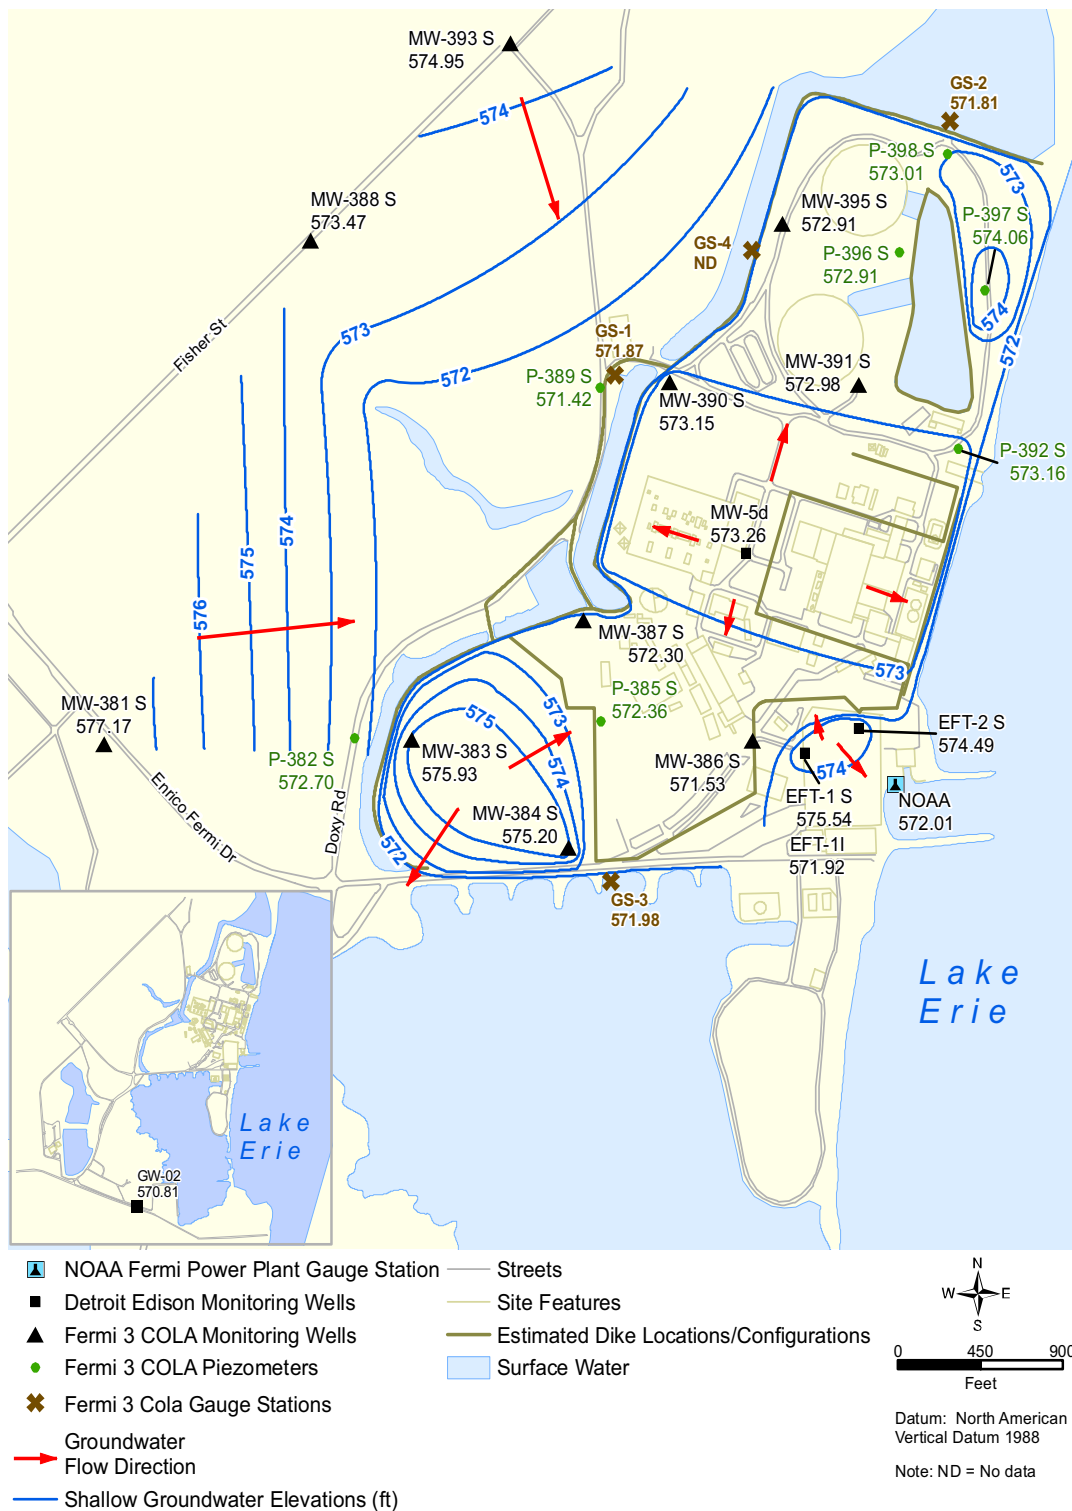 MW-393 S
574.95
574
GS-2
571.81
P-398 S
573.01
573
MW-388 S
573.47
MW-395 S
572.91
P-397 S
574.06
GS-4
ND
P-396 S
572.91
574
Fisher St
573
GS-1
571.87
572
572
P-389 S
571.42
MW-391 S
572.98
MW-390 S
573.15
P-392 S
573.16
574
575
576
MW-5d
573.26
MW-387 S
572.30
573
MW-381 S
577.17
P-385 S
572.36
575
573
574
P-382 S
572.70
MW-383 S
575.93
MW-386 S
571.53
EFT-2 S
574.49
574
EFT-1 S
575.54
NOAA
572.01
Enrico Fermi Dr
Doxy Rd
MW-384 S
575.20
572
EFT-1I
571.92
GS-3
571.98
Lake
Erie
Lake
Erie
GW-02
570.81
NOAA Fermi Power Plant Gauge Station
Detroit Edison Monitoring Wells
Fermi 3 COLA Monitoring Wells
Fermi 3 COLA Piezometers
Fermi 3 Cola Gauge Stations
Groundwater
Flow Direction
Shallow Groundwater Elevations (ft)
Streets
Site Features
Estimated Dike Locations/Configurations
Surface Water
N
W E
S
0 450 900
Feet
Datum: North American
Vertical Datum 1988
Note: ND = No data